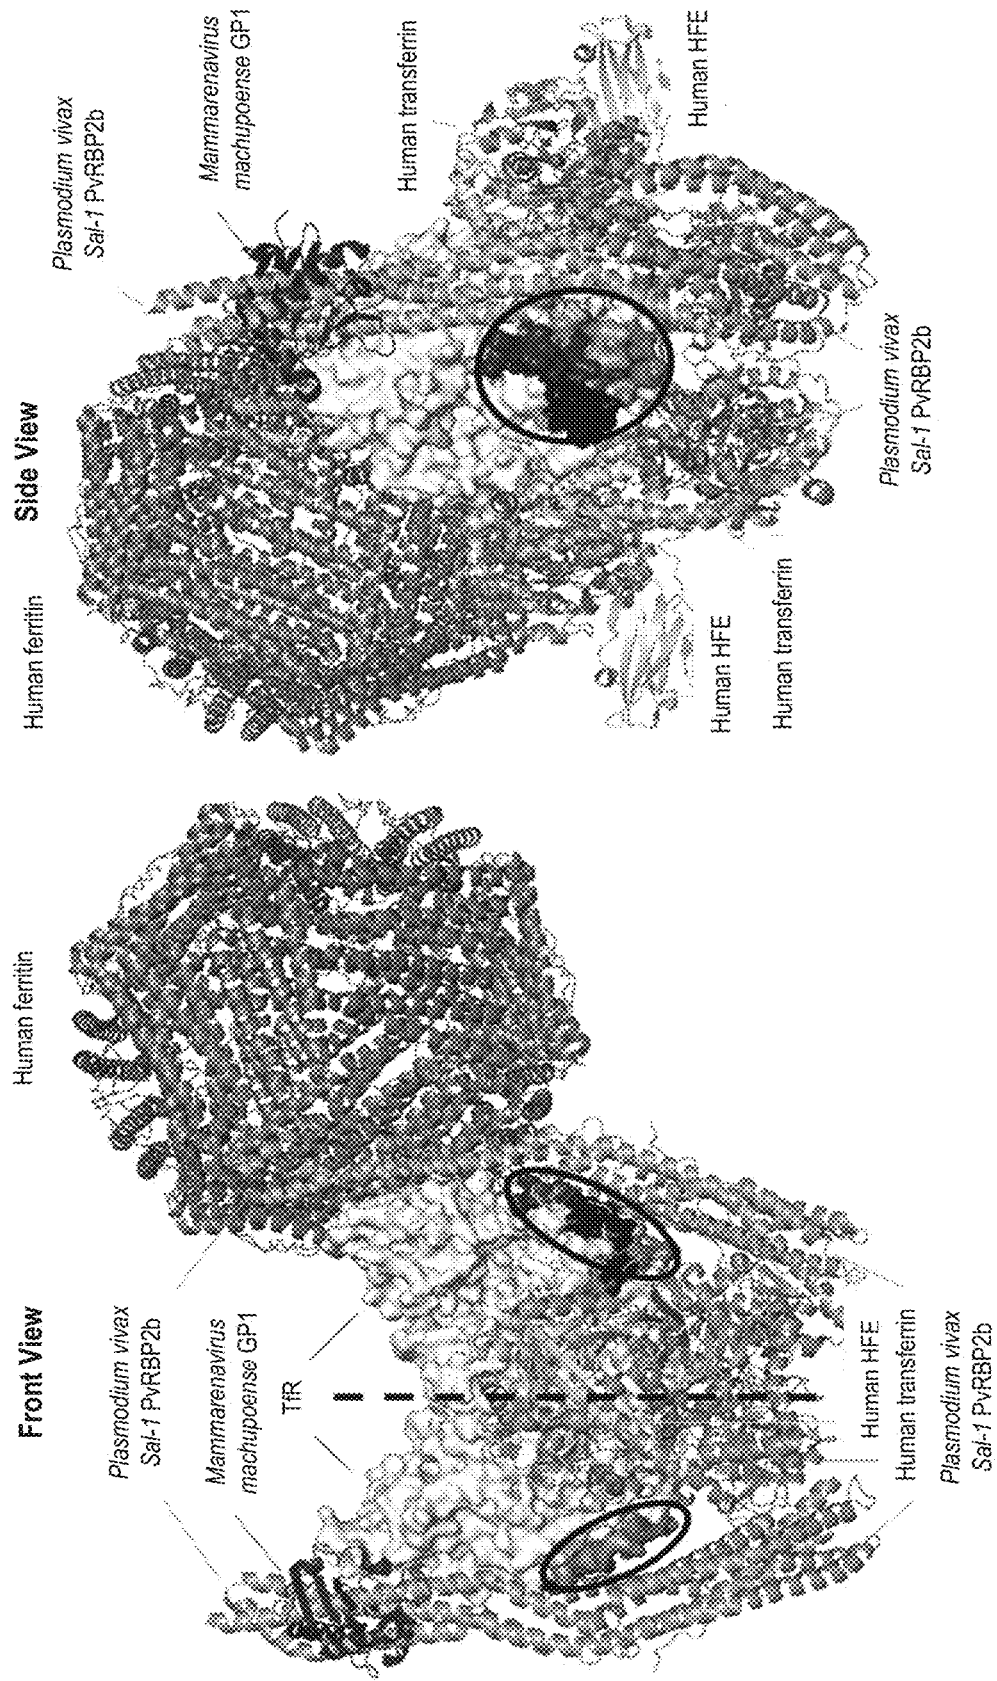 Front View
Human ferritin
Plasmodium vivax
Sal-1 PvRBP2b
Mammarenavirus
machupoense GP1
TfR
Human HFE
Human transferrin
Plasmodium vivax
Sal-1 PvRBP2b
Side View
Human ferritin
Plasmodium vivax
Sal-1 PvRBP2b
Mammarenavirus
machupoense GP1
Human transferrin
Human HFE
Human HFE
Human transferrin
Plasmodium vivax
Sal-1 PvRBP2b